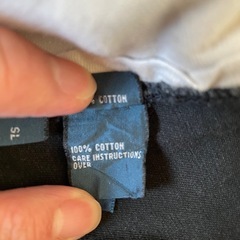 % COTTON
100% COTTON
CARE INSTRUCTIONS
OVER